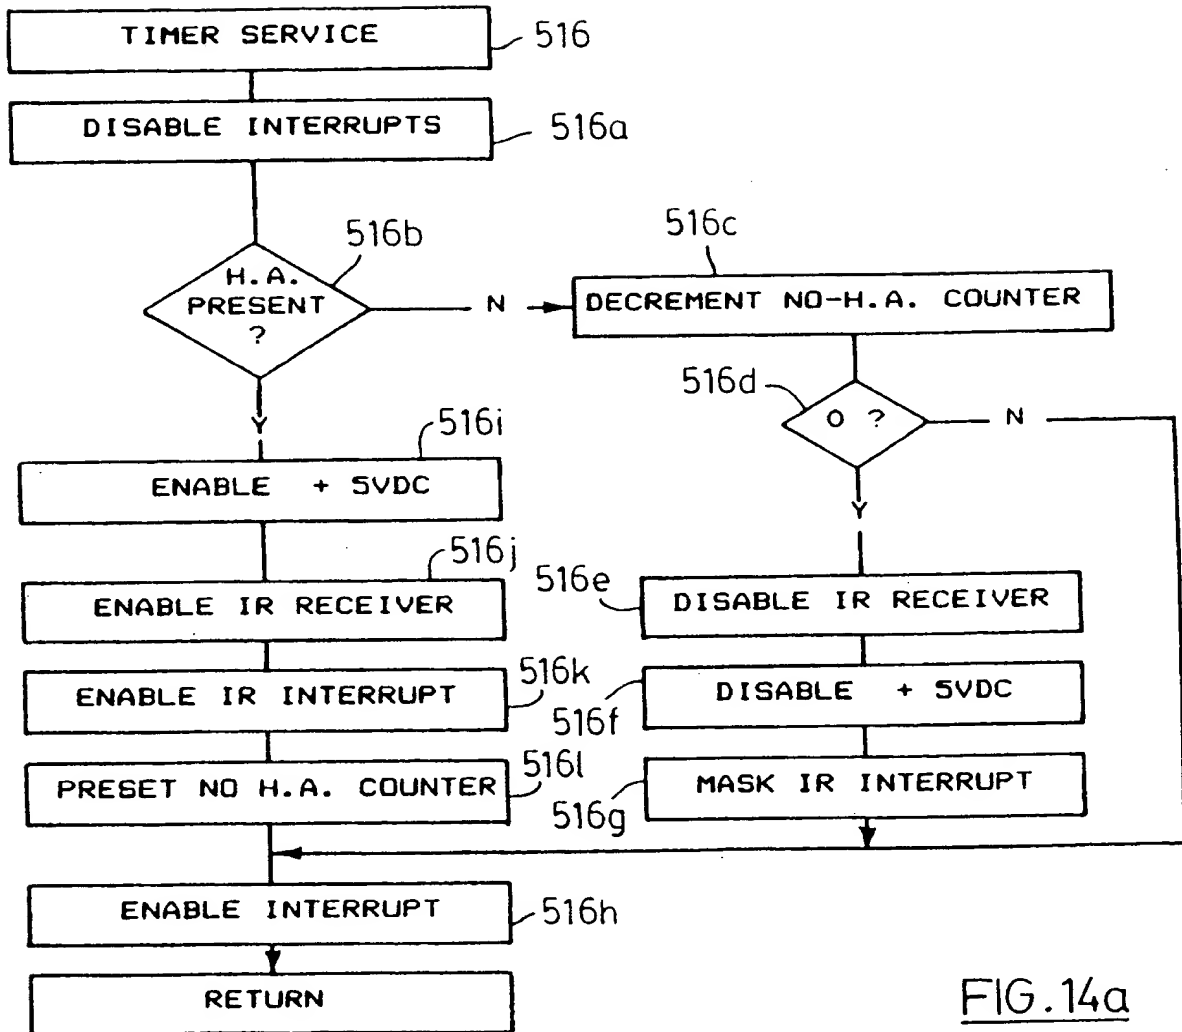 TIMER SERVICE
516
DISABLE INTERRUPTS
516a
516b
H.A.
PRESENT
?
N
516c
DECREMENT NO-H.A. COUNTER
516d
O ?
N
Y
516i
ENABLE + 5VDC
Y
516j
ENABLE IR RECEIVER
516e
DISABLE IR RECEIVER
ENABLE IR INTERRUPT
516k
DISABLE + 5VDC
516f
PRESET NO H.A. COUNTER
516l
MASK IR INTERRUPT
516g
ENABLE INTERRUPT
516h
RETURN
FIG.14a